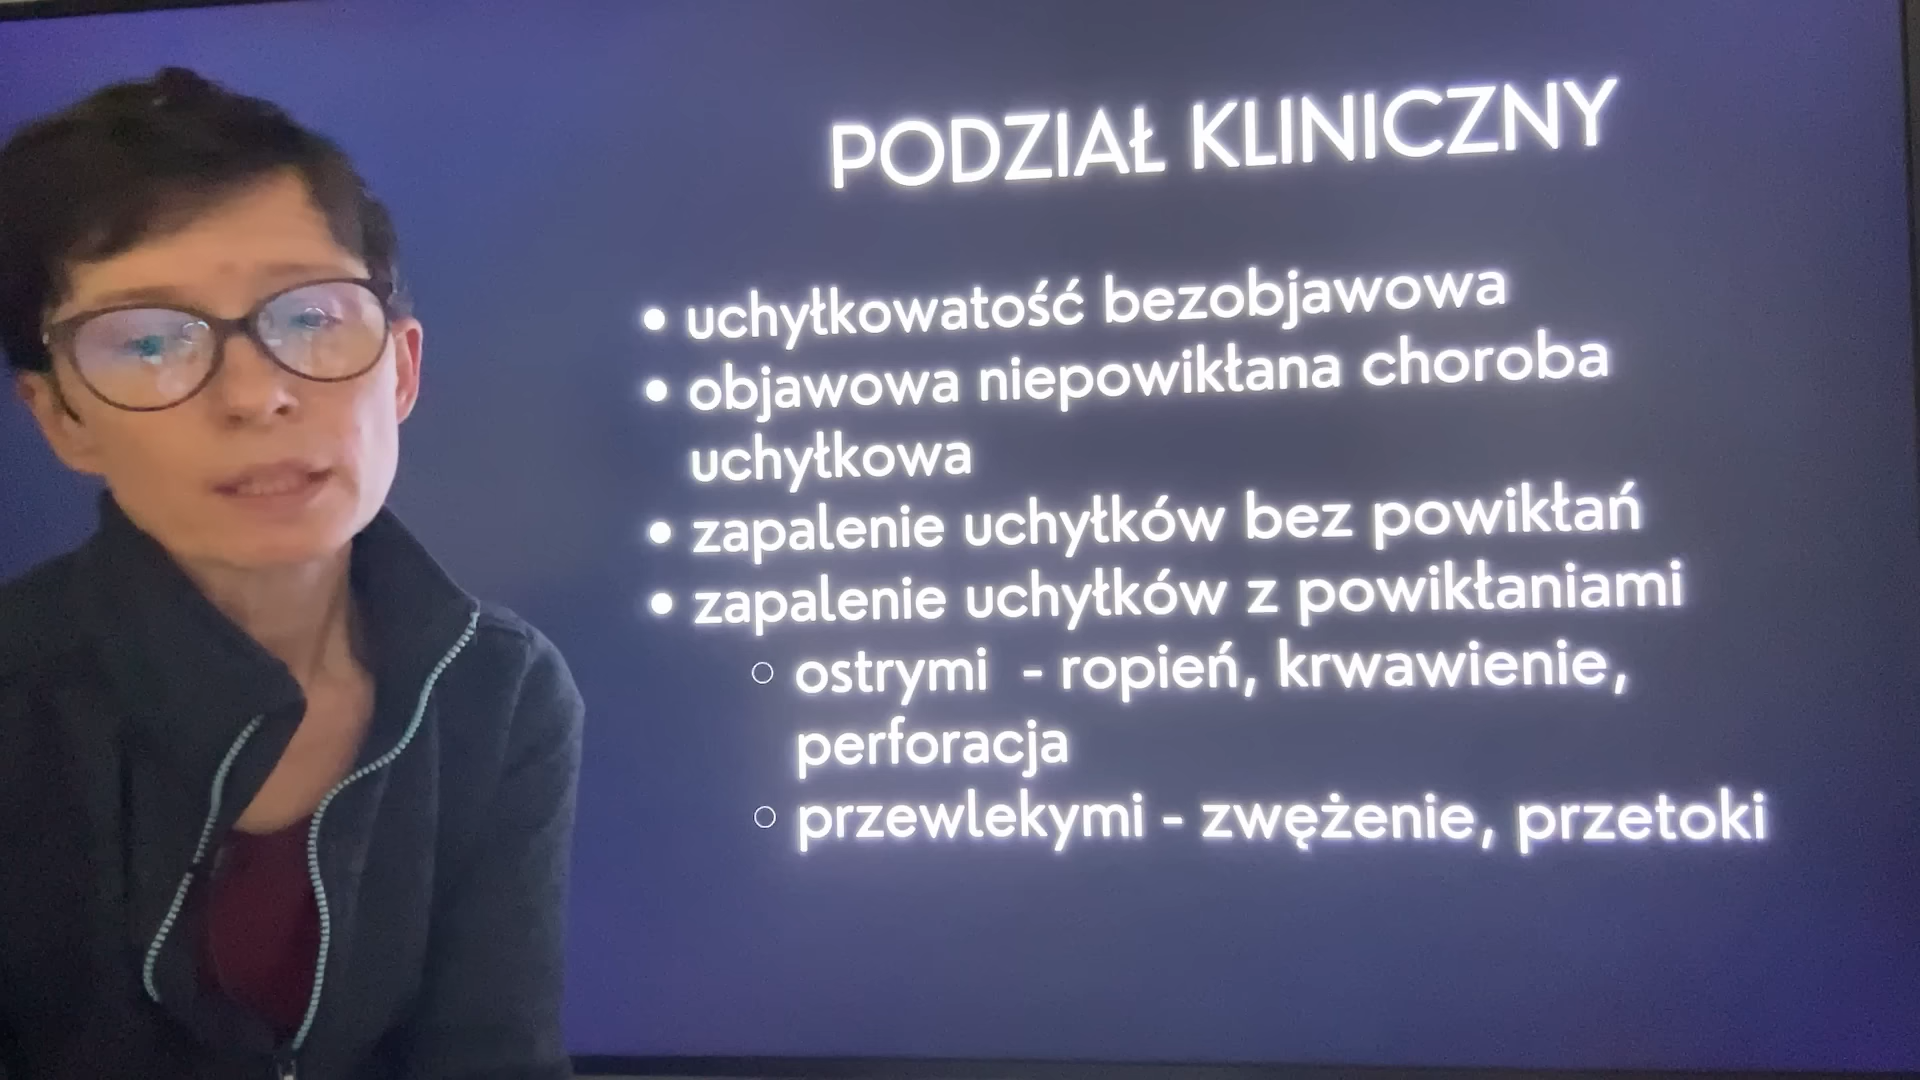 PODZIAŁ KLINICZNY
• uchyłkowatość bezobjawowa
• objawowa niepowikłana choroba
uchyłkowa
• zapalenie uchyłków bez powikłań
• zapalenie uchyłków z powikłaniami
○ ostrymi - ropień, krwawienie,
perforacja
○ przewlekymi - zwężenie, przetoki